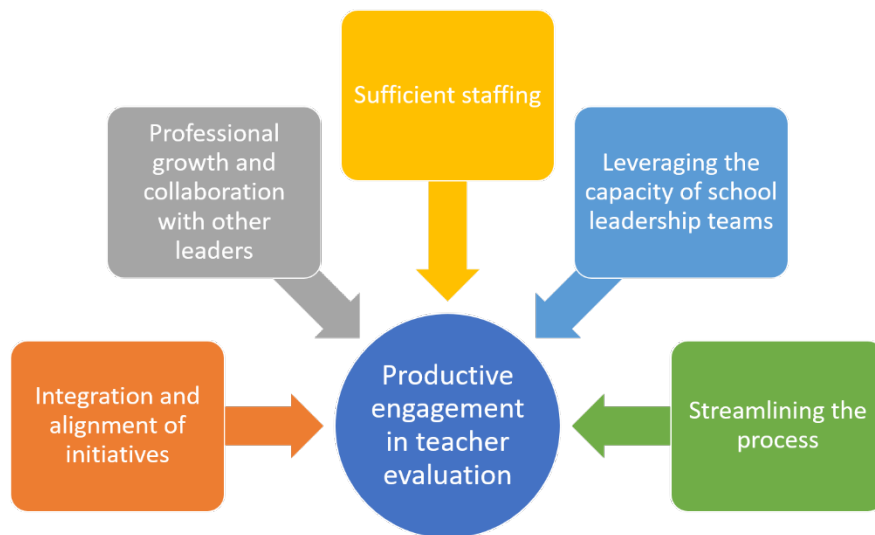 Sufficient staffing
Professional
growth and
collaboration
with other
leaders
Leveraging the
capacity of school
leadership teams
Integration and
alignment of
initiatives
Productive
engagement
in teacher
evaluation
Streamlining the
process